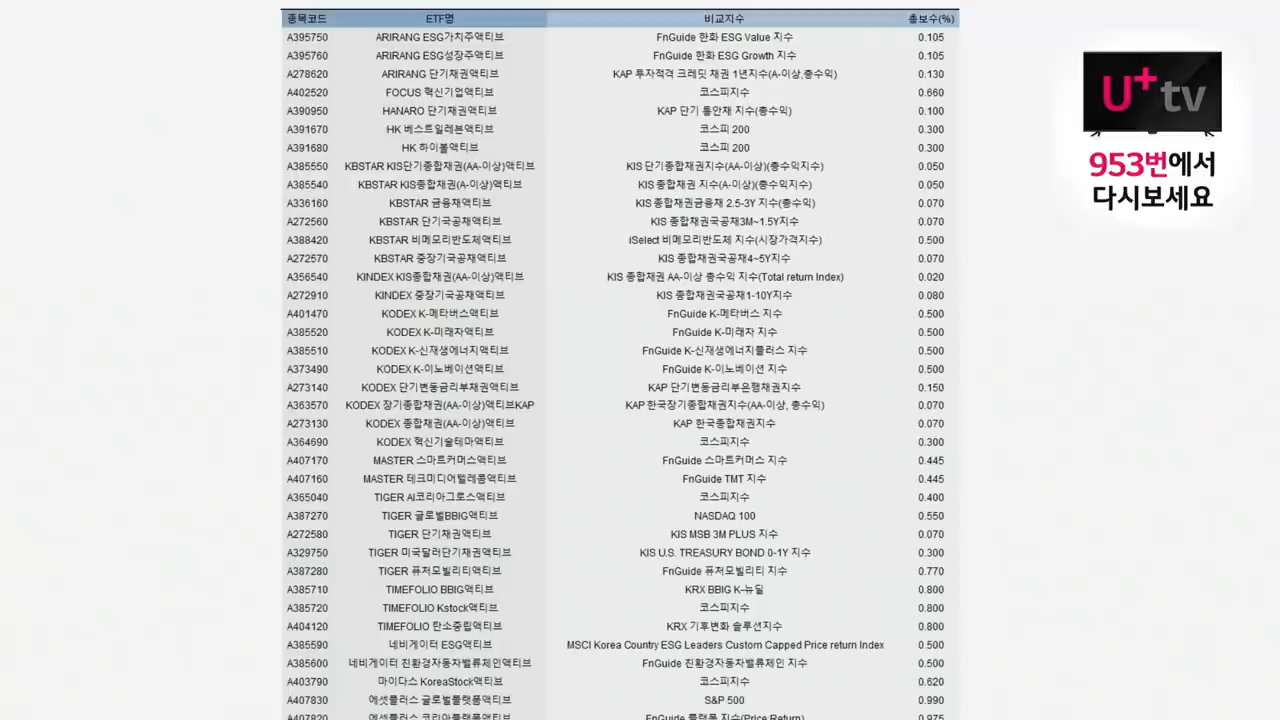 종목코드 ETF명 비교지수 총보수(%)
A395750 ARIRANG ESG가치주액티브 FnGuide 한화 ESG Value 지수 0.105
A395760 ARIRANG ESG성장주액티브 FnGuide 한화 ESG Growth 지수 0.105
A278620 ARIRANG 단기채권액티브 KAP 투자적격 크레딧 채권 1년지수(A-이상,총수익) 0.130
A402520 FOCUS 혁신기업액티브 코스피지수 0.660
A390950 HANARO 단기채권액티브 KAP 단기 통안채 지수(총수익) 0.100
A391670 HK 베스트일레븐액티브 코스피 200 0.300
A391680 HK 하이볼액티브 코스피 200 0.300
A385550 KBSTAR KIS단기종합채권(AA-이상)액티브 KIS 단기종합채권지수(AA-이상)(총수익지수) 0.050
A385540 KBSTAR KIS종합채권(A-이상)액티브 KIS 종합채권 지수(A-이상)(총수익지수) 0.050
A336160 KBSTAR 금융채액티브 KIS 종합채권금융채 2.5-3Y 지수(총수익) 0.070
A272560 KBSTAR 단기국공채액티브 KIS 종합채권국공채3M~1.5Y지수 0.070
A388420 KBSTAR 비메모리반도체액티브 iSelect 비메모리반도체 지수(시장가격지수) 0.500
A272570 KBSTAR 중장기국공채액티브 KIS 종합채권국공채4~5Y지수 0.070
A356540 KINDEX KIS종합채권(AA-이상)액티브 KIS 종합채권 AA-이상 총수익 지수(Total return Index) 0.020
A272910 KINDEX 중장기국공채액티브 KIS 종합채권국공채1-10Y지수 0.080
A401470 KODEX K-메타버스액티브 FnGuide K-메타버스 지수 0.500
A385520 KODEX K-미래차액티브 FnGuide K-미래차 지수 0.500
A385510 KODEX K-신재생에너지액티브 FnGuide K-신재생에너지플러스 지수 0.500
A373490 KODEX K-이노베이션액티브 FnGuide K-이노베이션 지수 0.500
A273140 KODEX 단기변동금리부채권액티브 KAP 단기변동금리부은행채권지수 0.150
A363570 KODEX 장기종합채권(AA-이상)액티브KAP KAP 한국장기종합채권지수(AA-이상, 총수익) 0.070
A273130 KODEX 종합채권(AA-이상)액티브 KAP 한국종합채권지수 0.070
A364690 KODEX 혁신기술테마액티브 코스피지수 0.300
A407170 MASTER 스마트커머스액티브 FnGuide 스마트커머스 지수 0.445
A407160 MASTER 테크미디어텔레콤액티브 FnGuide TMT 지수 0.445
A365040 TIGER AI코리아그로스액티브 코스피지수 0.400
A387270 TIGER 글로벌BBIG액티브 NASDAQ 100 0.550
A272580 TIGER 단기채권액티브 KIS MSB 3M PLUS 지수 0.070
A329750 TIGER 미국달러단기채권액티브 KIS U.S. TREASURY BOND 0-1Y 지수 0.300
A387280 TIGER 퓨처모빌리티액티브 FnGuide 퓨처모빌리티 지수 0.770
A385710 TIMEFOLIO BBIG액티브 KRX BBIG K-뉴딜 0.800
A385720 TIMEFOLIO Kstock액티브 코스피지수 0.800
A404120 TIMEFOLIO 탄소중립액티브 KRX 기후변화 솔루션지수 0.800
A385590 네비게이터 ESG액티브 MSCI Korea Country ESG Leaders Custom Capped Price return Index 0.500
A385600 네비게이터 친환경자동차밸류체인액티브 FnGuide 친환경자동차밸류체인 지수 0.500
A403790 마이다스 KoreaStock액티브 코스피지수 0.620
A407830 에셋플러스 글로벌플랫폼액티브 S&P 500 0.990
A407820 에셋플러스 코리아플랫폼액티브 FnGuide 플랫폼 지수(Price Return) 0.975
U+tv
953번에서
다시보세요